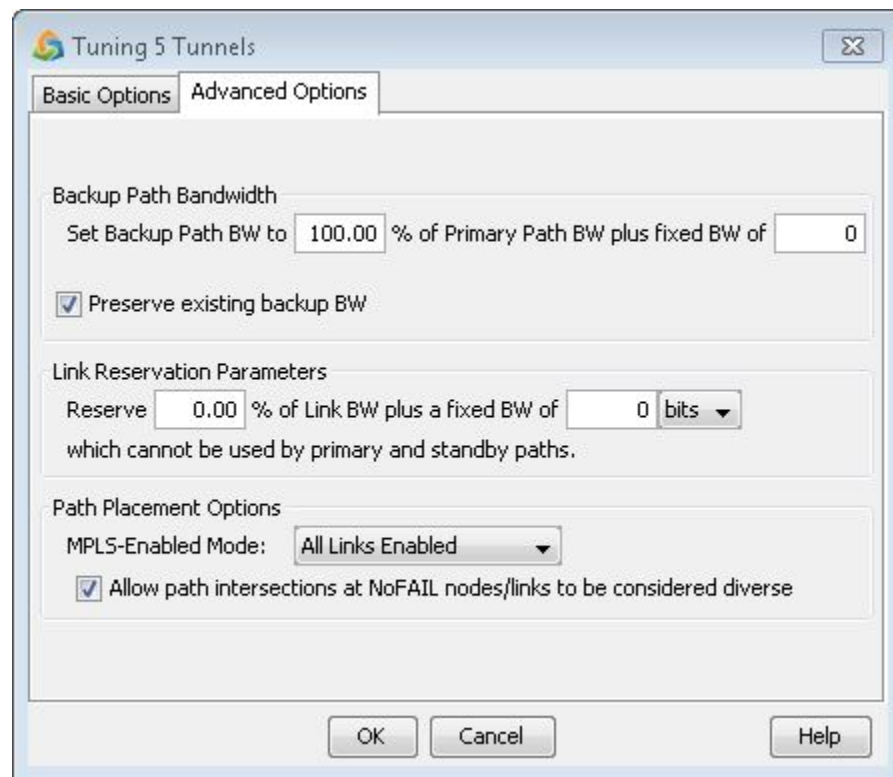 Tuning 5 Tunnels
Basic Options Advanced Options
Backup Path Bandwidth
Set Backup Path BW to 100.00 % of Primary Path BW plus fixed BW of 0
Preserve existing backup BW
Link Reservation Parameters
Reserve 0.00 % of Link BW plus a fixed BW of 0 bits
which cannot be used by primary and standby paths.
Path Placement Options
MPLS-Enabled Mode: All Links Enabled
Allow path intersections at NoFAIL nodes/links to be considered diverse
OK Cancel Help